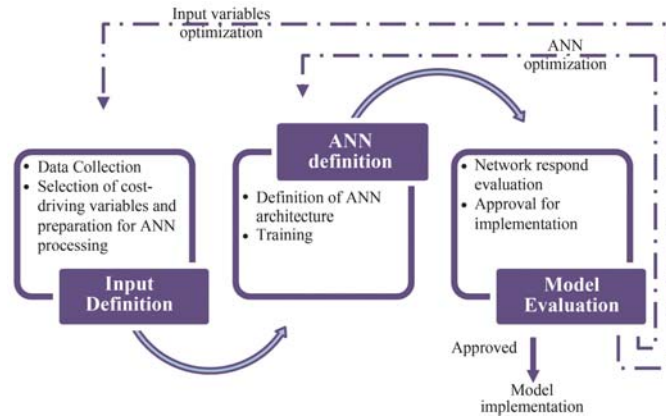 Input variables
optimization
ANN
optimization
ANN
definition
• Data Collection
• Selection of cost-
driving variables and
preparation for ANN
processing
Input
Definition
• Definition of ANN
architecture
• Training
• Network respond
evaluation
• Approval for
implementation
Model
Evaluation
Approved
Model
implementation